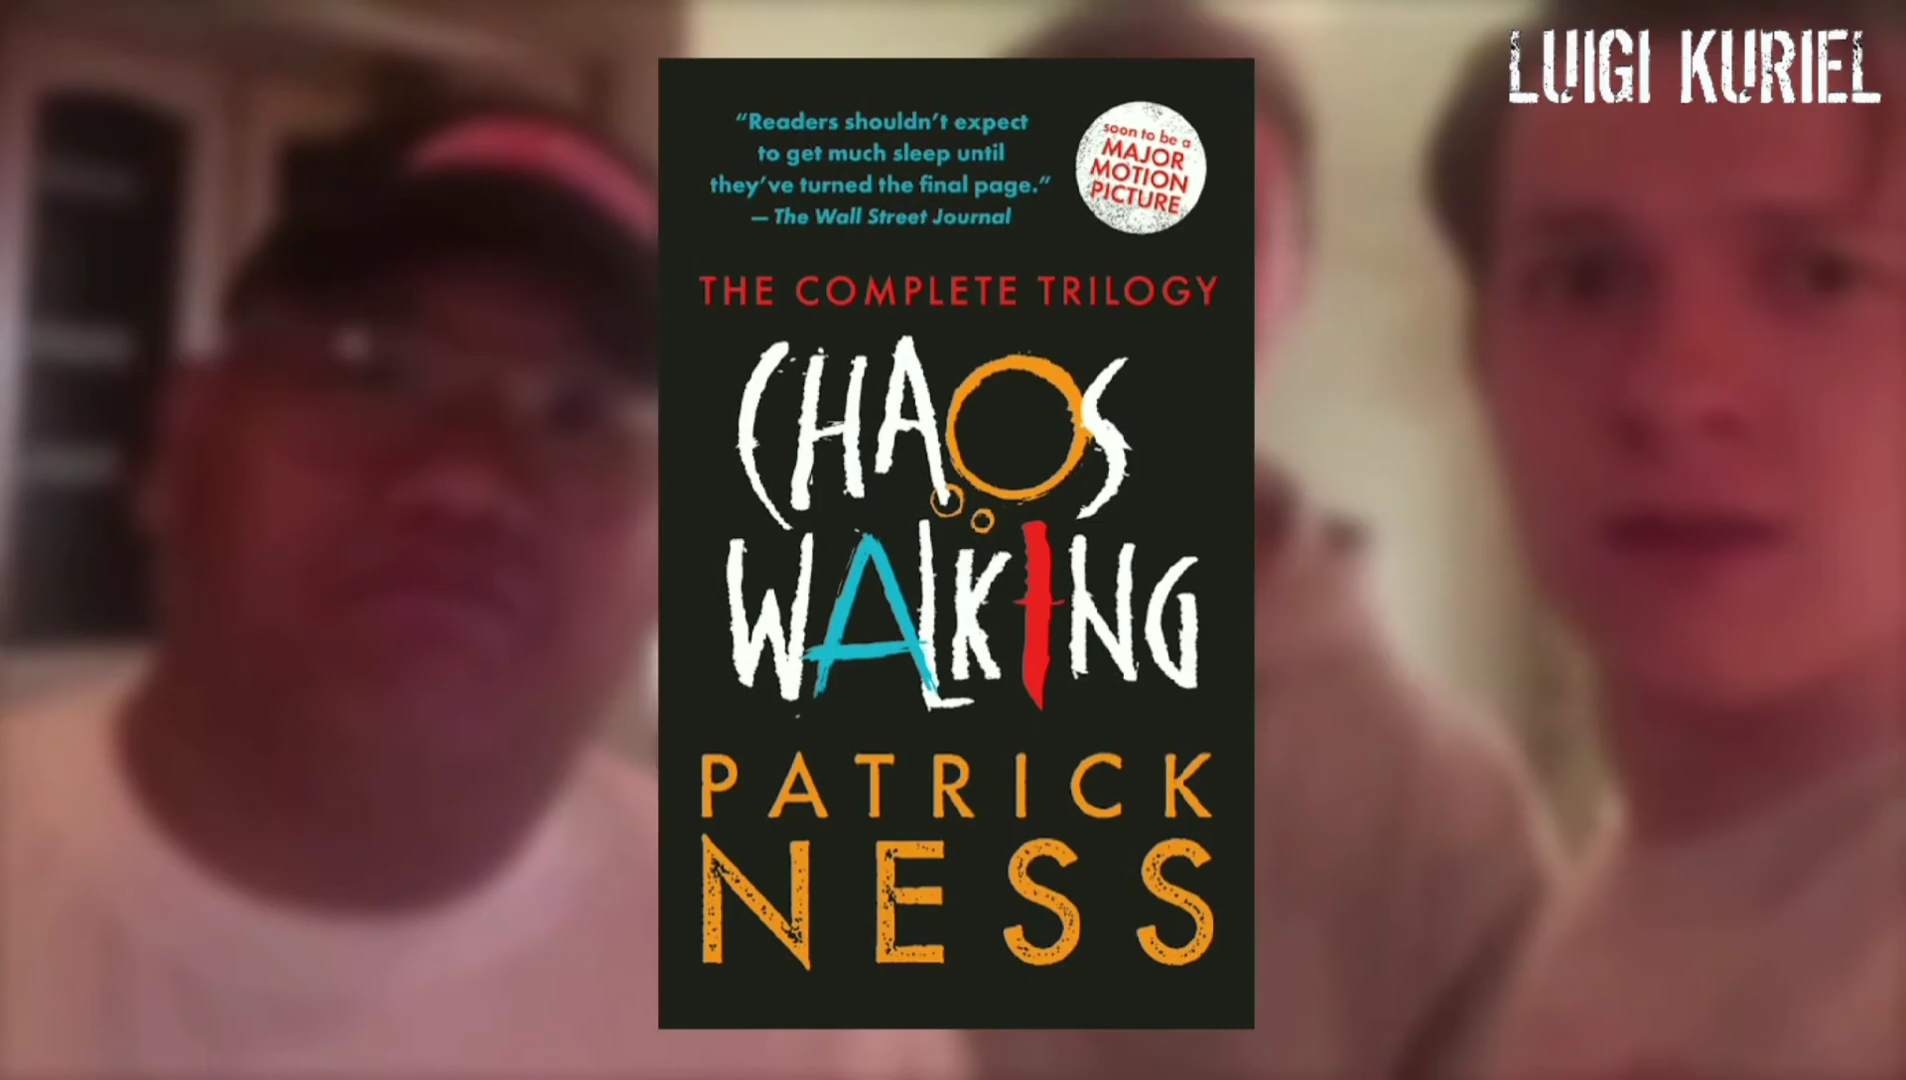 LUIGI KURIEL
“Readers shouldn’t expect
to get much sleep until
they’ve turned the final page.”
— The Wall Street Journal
soon to be a
MAJOR
MOTION
PICTURE
THE COMPLETE TRILOGY
CHAOS
WALKING
PATRICK
NESS